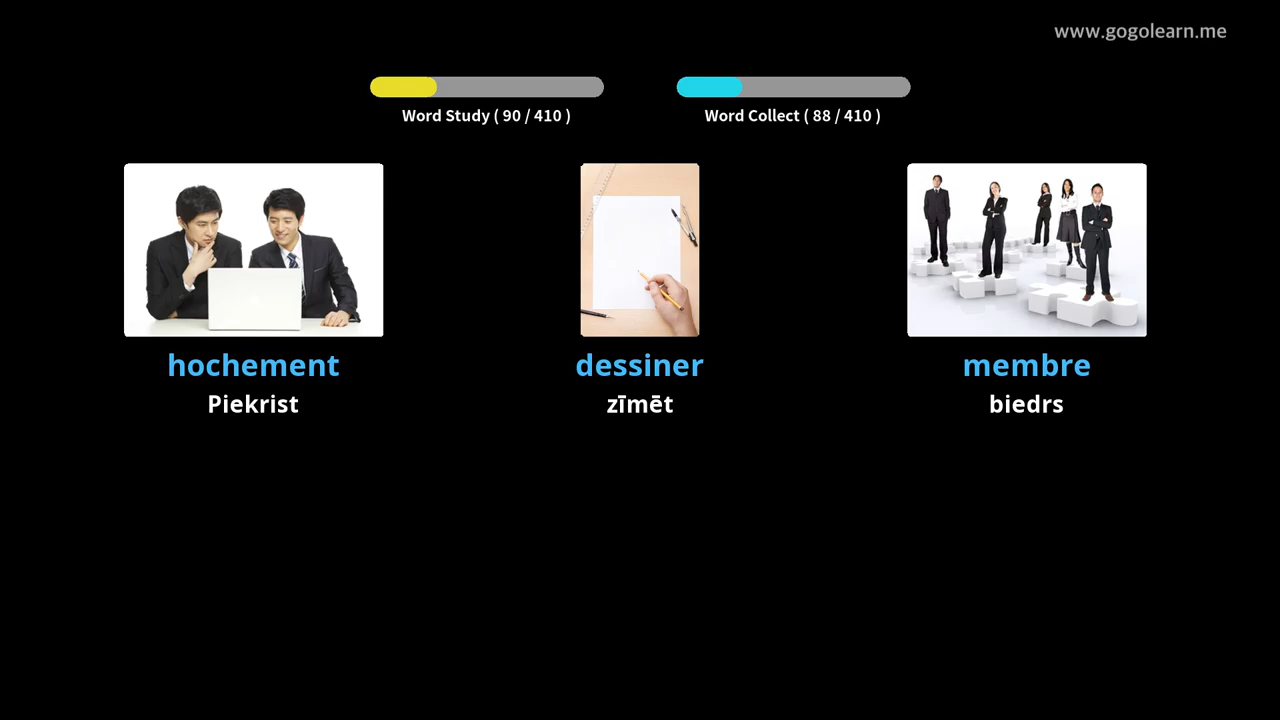 www.gogolearn.me
Word Study ( 90 / 410 )
Word Collect ( 88 / 410 )
hochement
Piekrist
dessiner
zīmēt
membre
biedrs